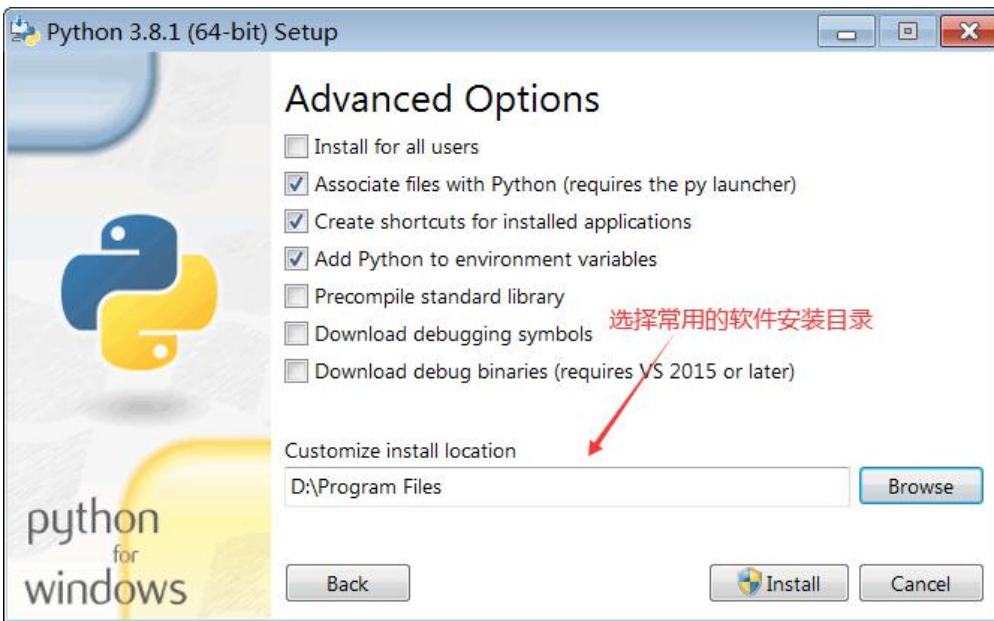 Python 3.8.1 (64-bit) Setup
Advanced Options
Install for all users
Associate files with Python (requires the py launcher)
Create shortcuts for installed applications
Add Python to environment variables
Precompile standard library
选择常用的软件安装目录
Download debugging symbols
Download debug binaries (requires VS 2015 or later)
Customize install location
D:\Program Files
Browse
python
for
windows
Back
Install
Cancel